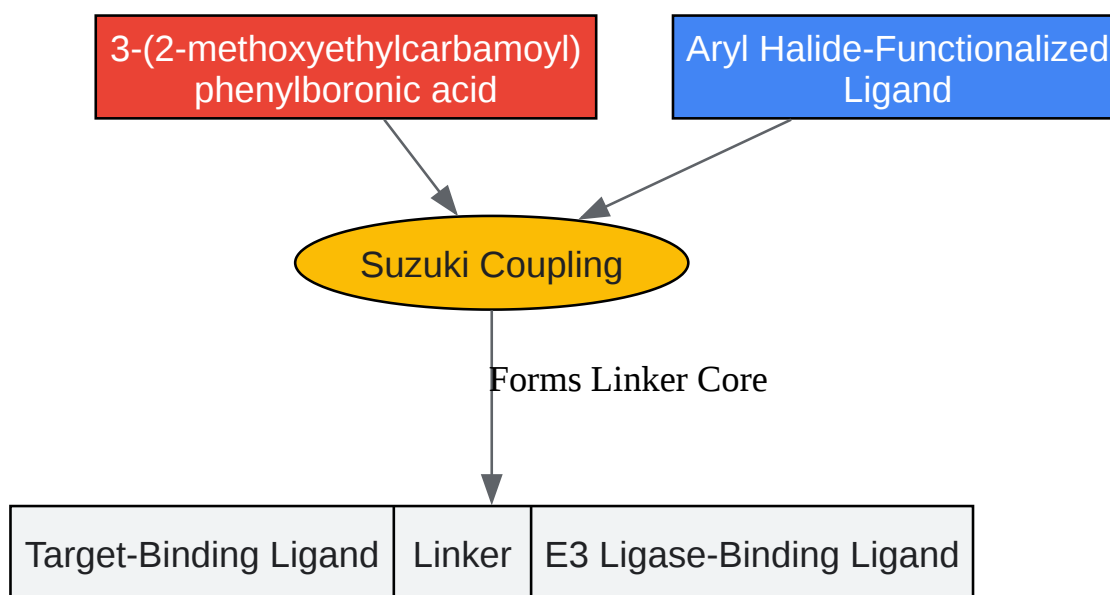 3-(2-methoxyethylcarbamoyl)
phenylboronic acid
Aryl Halide-Functionalized
Ligand
Suzuki Coupling
Forms Linker Core
Target-Binding Ligand
Linker
E3 Ligase-Binding Ligand